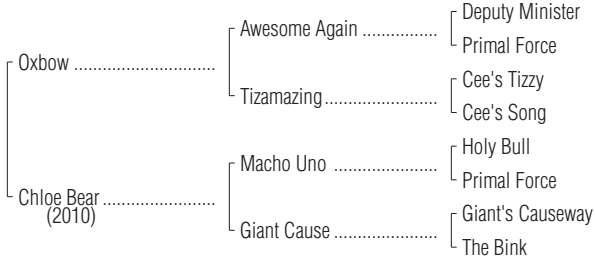 Deputy Minister
Awesome Again ................
Primal Force
Oxbow ..............................
Cee's Tizzy
Tizamazing........................
Cee's Song
Holy Bull
Macho Uno ......................
Primal Force
Chloe Bear ........................
(2010)
Giant's Causeway
Giant Cause ......................
The Bink